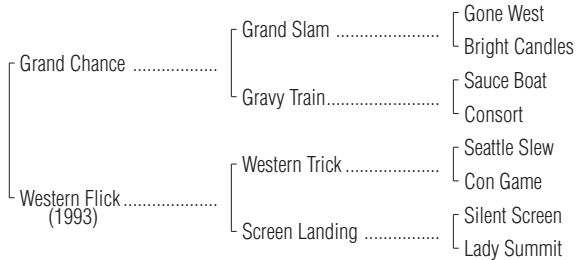 Gone West
Grand Slam ..................
Bright Candles
Grand Chance ..................
Sauce Boat
Gravy Train........................
Consort
Seattle Slew
Western Trick ..................
Con Game
Western Flick....................
(1993)
Silent Screen
Screen Landing ................
Lady Summit